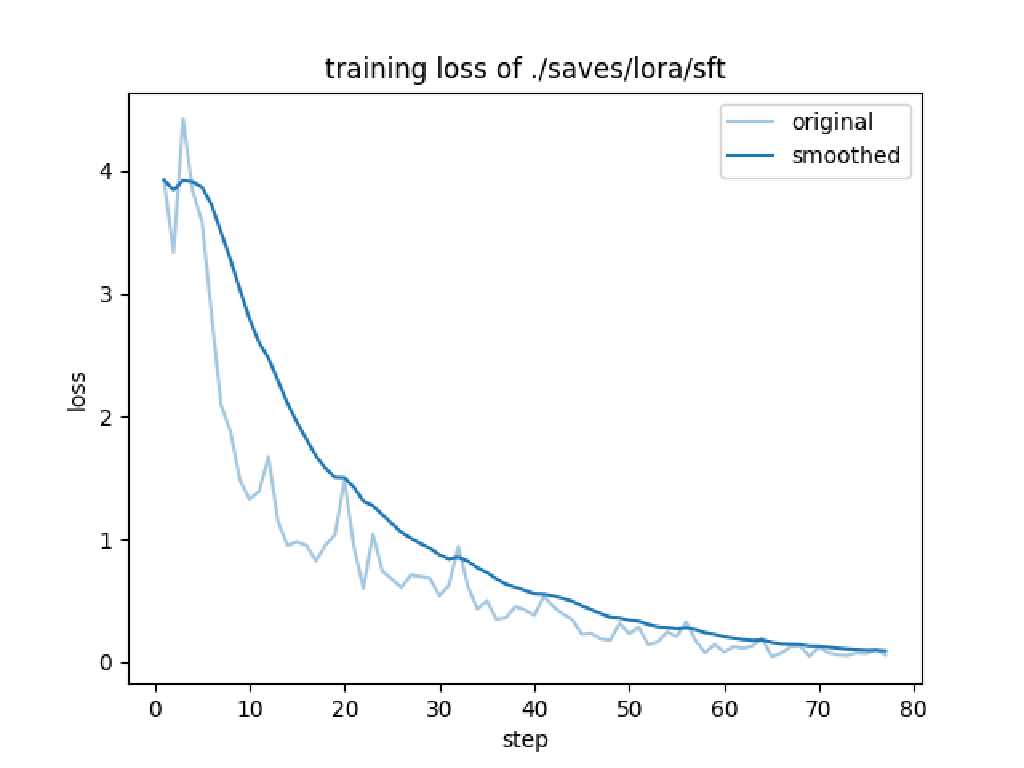 training loss of ./saves/lora/sft
original
smoothed
4
3
2
1
0
loss
0 10 20 30 40 50 60 70 80
step